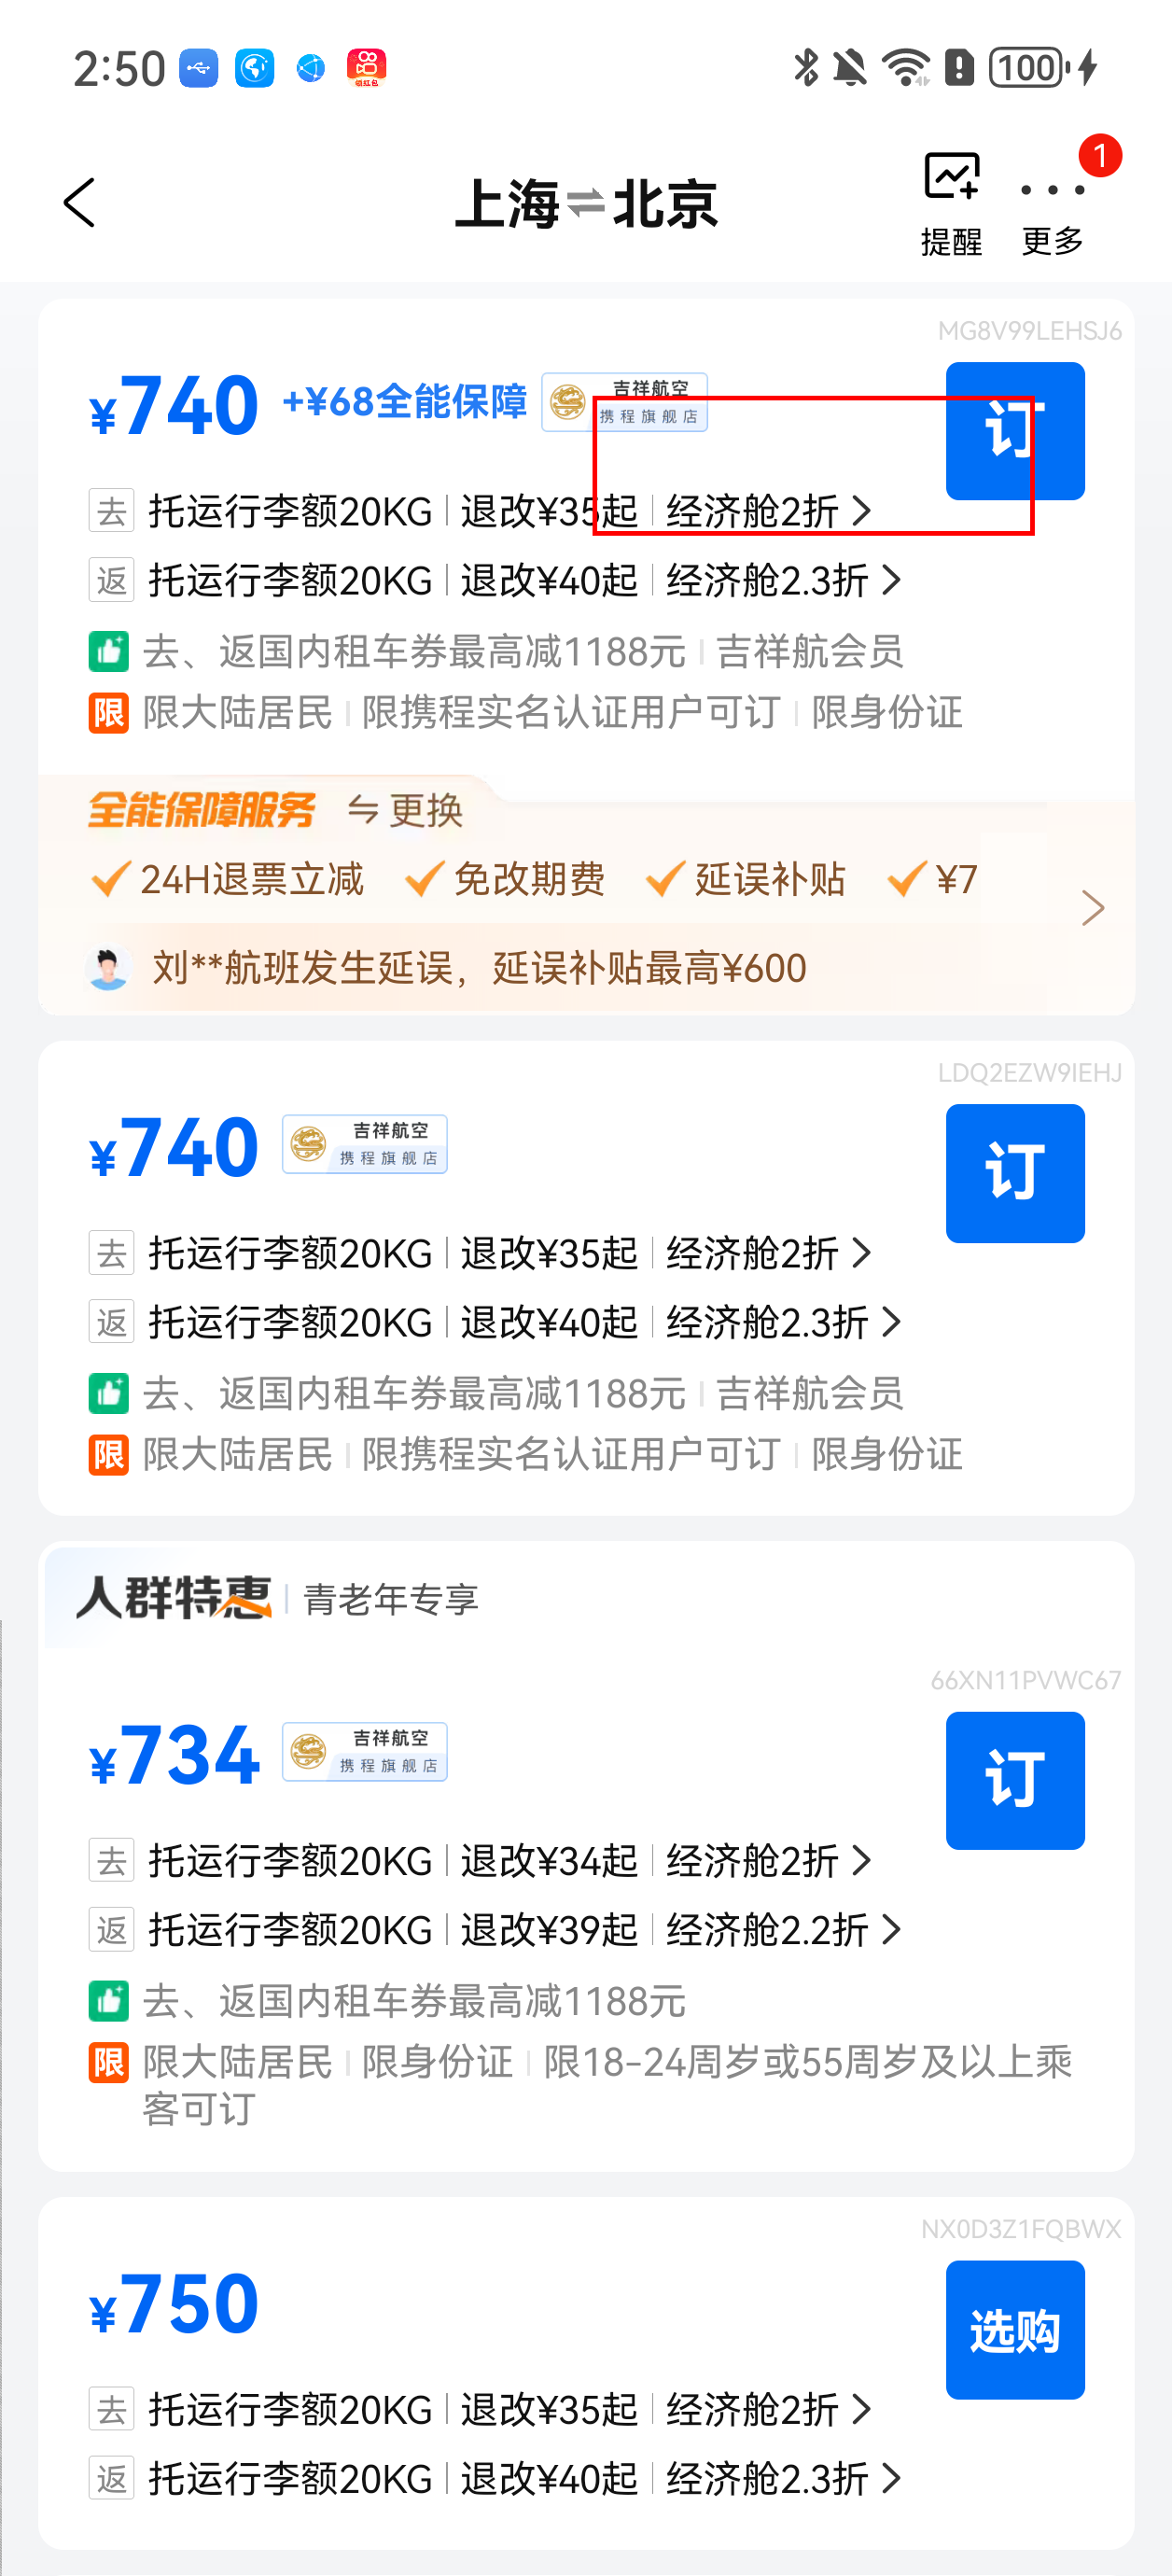 2:50
领红包
100
上海⇌北京
提醒
更多
1
MG8V99LEHSJ6
¥740 +¥68全能保障 吉祥航空 携程旗舰店
订
去 托运行李额20KG | 退改¥35起 | 经济舱2折 >
返 托运行李额20KG | 退改¥40起 | 经济舱2.3折 >
去、返国内租车券最高减1188元 | 吉祥航会员
限 限大陆居民 | 限携程实名认证用户可订 | 限身份证
全能保障服务 ⇋更换
24H退票立减 免改期费 延误补贴 ¥7
刘**航班发生延误，延误补贴最高¥600
LDQ2EZW9IEHJ
¥740 吉祥航空 携程旗舰店
订
去 托运行李额20KG | 退改¥35起 | 经济舱2折 >
返 托运行李额20KG | 退改¥40起 | 经济舱2.3折 >
去、返国内租车券最高减1188元 | 吉祥航会员
限 限大陆居民 | 限携程实名认证用户可订 | 限身份证
人群特惠 | 青老年专享
66XN11PVWC67
¥734 吉祥航空 携程旗舰店
订
去 托运行李额20KG | 退改¥34起 | 经济舱2折 >
返 托运行李额20KG | 退改¥39起 | 经济舱2.2折 >
去、返国内租车券最高减1188元
限 限大陆居民 | 限身份证 | 限18-24周岁或55周岁及以上乘
客可订
NX0D3Z1FQBWX
¥750
选购
去 托运行李额20KG | 退改¥35起 | 经济舱2折 >
返 托运行李额20KG | 退改¥40起 | 经济舱2.3折 >